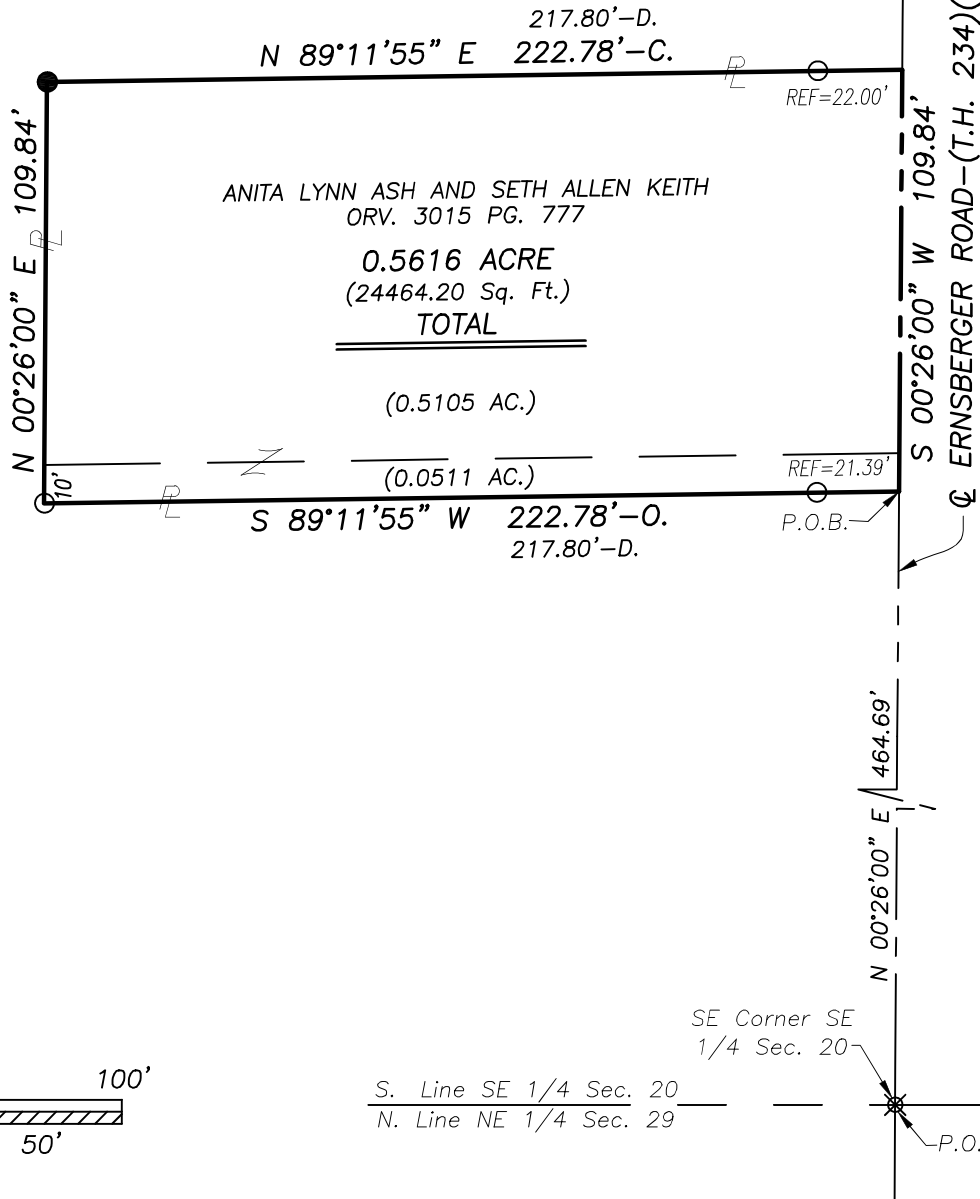 217.80'-D.
N 89°11'55" E 222.78'-C.
℄ ERNSBERGER ROAD-(T.H. 234)(
PL
REF=22.00'
N 00°26'00" E 109.84'
PL
S 00°26'00" W 109.84'
ANITA LYNN ASH AND SETH ALLEN KEITH
ORV. 3015 PG. 777
0.5616 ACRE
(24464.20 Sq. Ft.)
TOTAL
(0.5105 AC.)
Z
REF=21.39'
10'
(0.0511 AC.)
PL
S 89°11'55" W 222.78'-O.
P.O.B.
217.80'-D.
N 00°26'00" E 464.69'
SE Corner SE
1/4 Sec. 20
100'
S. Line SE 1/4 Sec. 20
N. Line NE 1/4 Sec. 29
50'
P.O.